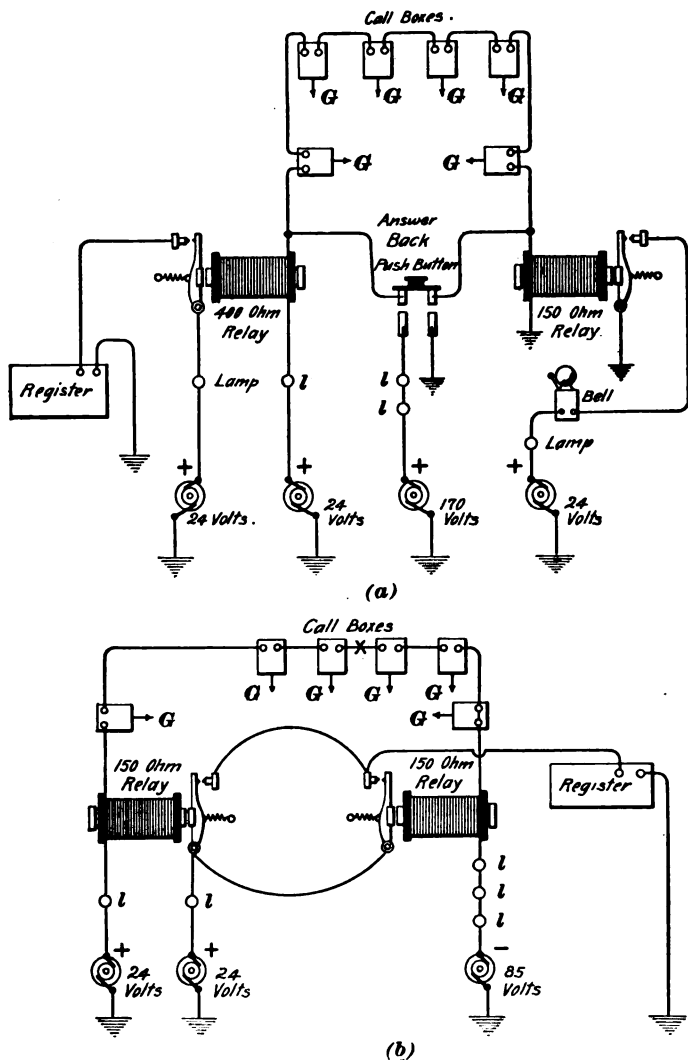 Call Boxes.
G G G G
G G
Answer
Back
Push Button
400 Ohm
Relay
150 Ohm
Relay.
Register
Lamp
l
l
l
Bell
Lamp
+ + + +
24 Volts.
24
Volts
170
Volts
24
Volts
(a)
Call Boxes
X
G G G G
G G
150 Ohm
Relay
150 Ohm
Relay
Register
l
l
l
l
l
+ + -
24
Volts
24
Volts
85
Volts
(b)